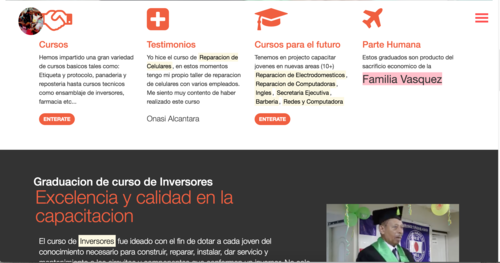 Cursos
Hemos impartido una gran variedad
de cursos basicos tales como:
Etiqueta y protocolo, panaderia y
reposteria hasta cursos tecnicos
como ensamblaje de inversores,
farmacia etc...
ENTERATE
Testimonios
Yo hice el curso de Reparacion de
Celulares, en estos momentos
tengo mi propio taller de reparacion
de celulares con varios empleados.
Me siento muy contento de haber
realizado este curso
Onasi Alcantara
Cursos para el futuro
Tenemos en projecto capacitar
jovenes en nuevas areas (10+)
Reparacion de Electrodomesticos,
Reparacion de Computadoras,
Ingles, Secretaria Ejecutiva,
Barberia, Redes y Computadora
ENTERATE
Parte Humana
Estos graduados son producto del
sacrificio economico de la
Familia Vasquez
Graduacion de curso de Inversores
Excelencia y calidad en la
capacitacion
El curso de Inversores fue ideado con el fin de dotar a cada joven del
conocimiento necesario para construir, reparar, instalar, dar servicio y